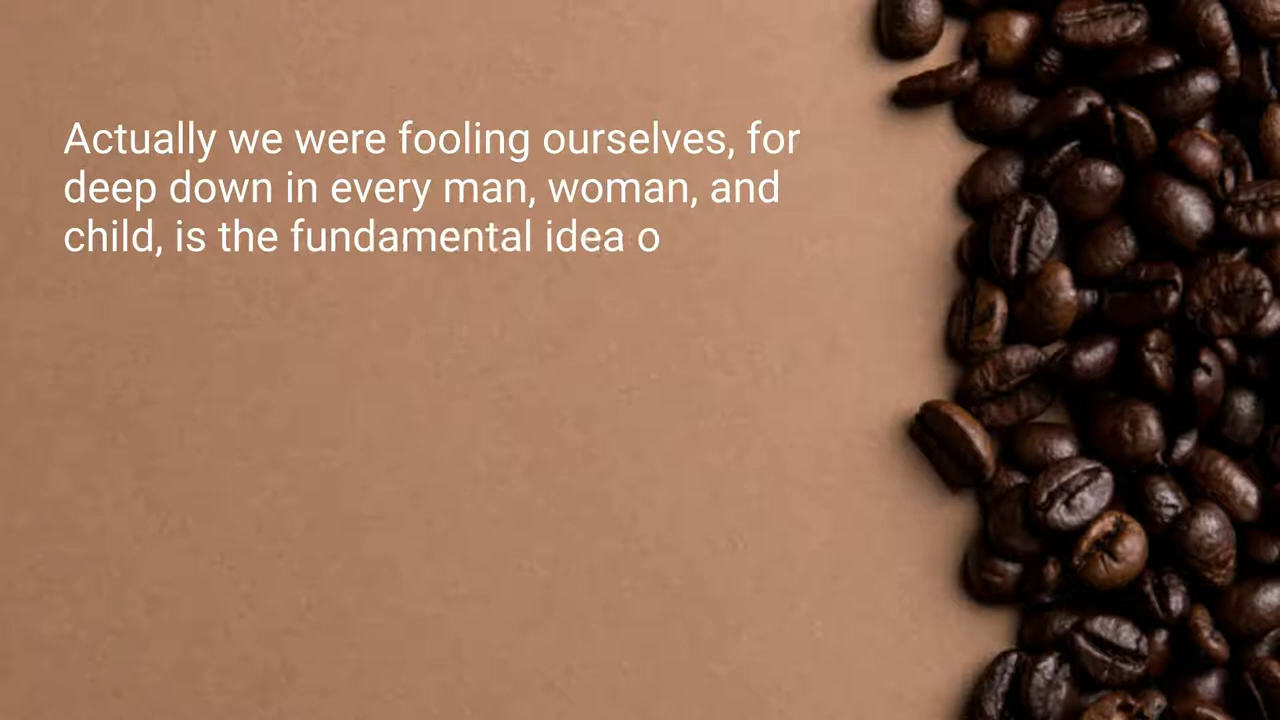 Actually we were fooling ourselves, for
deep down in every man, woman, and
child, is the fundamental idea o